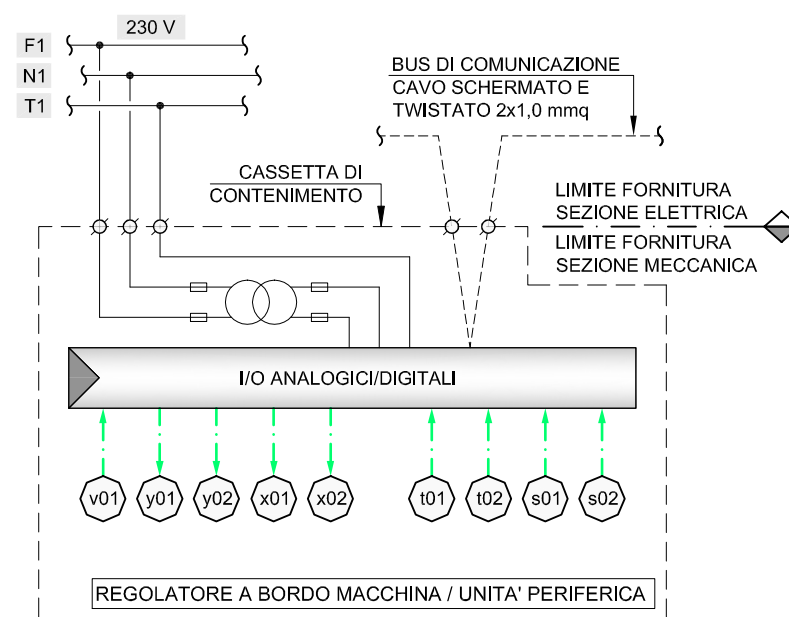 230 V
F1
N1
T1
BUS DI COMUNICAZIONE
CAVO SCHERMATO E
TWISTATO 2x1,0 mmq
CASSETTA DI
CONTENIMENTO
LIMITE FORNITURA
SEZIONE ELETTRICA
LIMITE FORNITURA
SEZIONE MECCANICA
I/O ANALOGICI/DIGITALI
v01 y01 y02 x01 x02 t01 t02 s01 s02
REGOLATORE A BORDO MACCHINA / UNITA' PERIFERICA